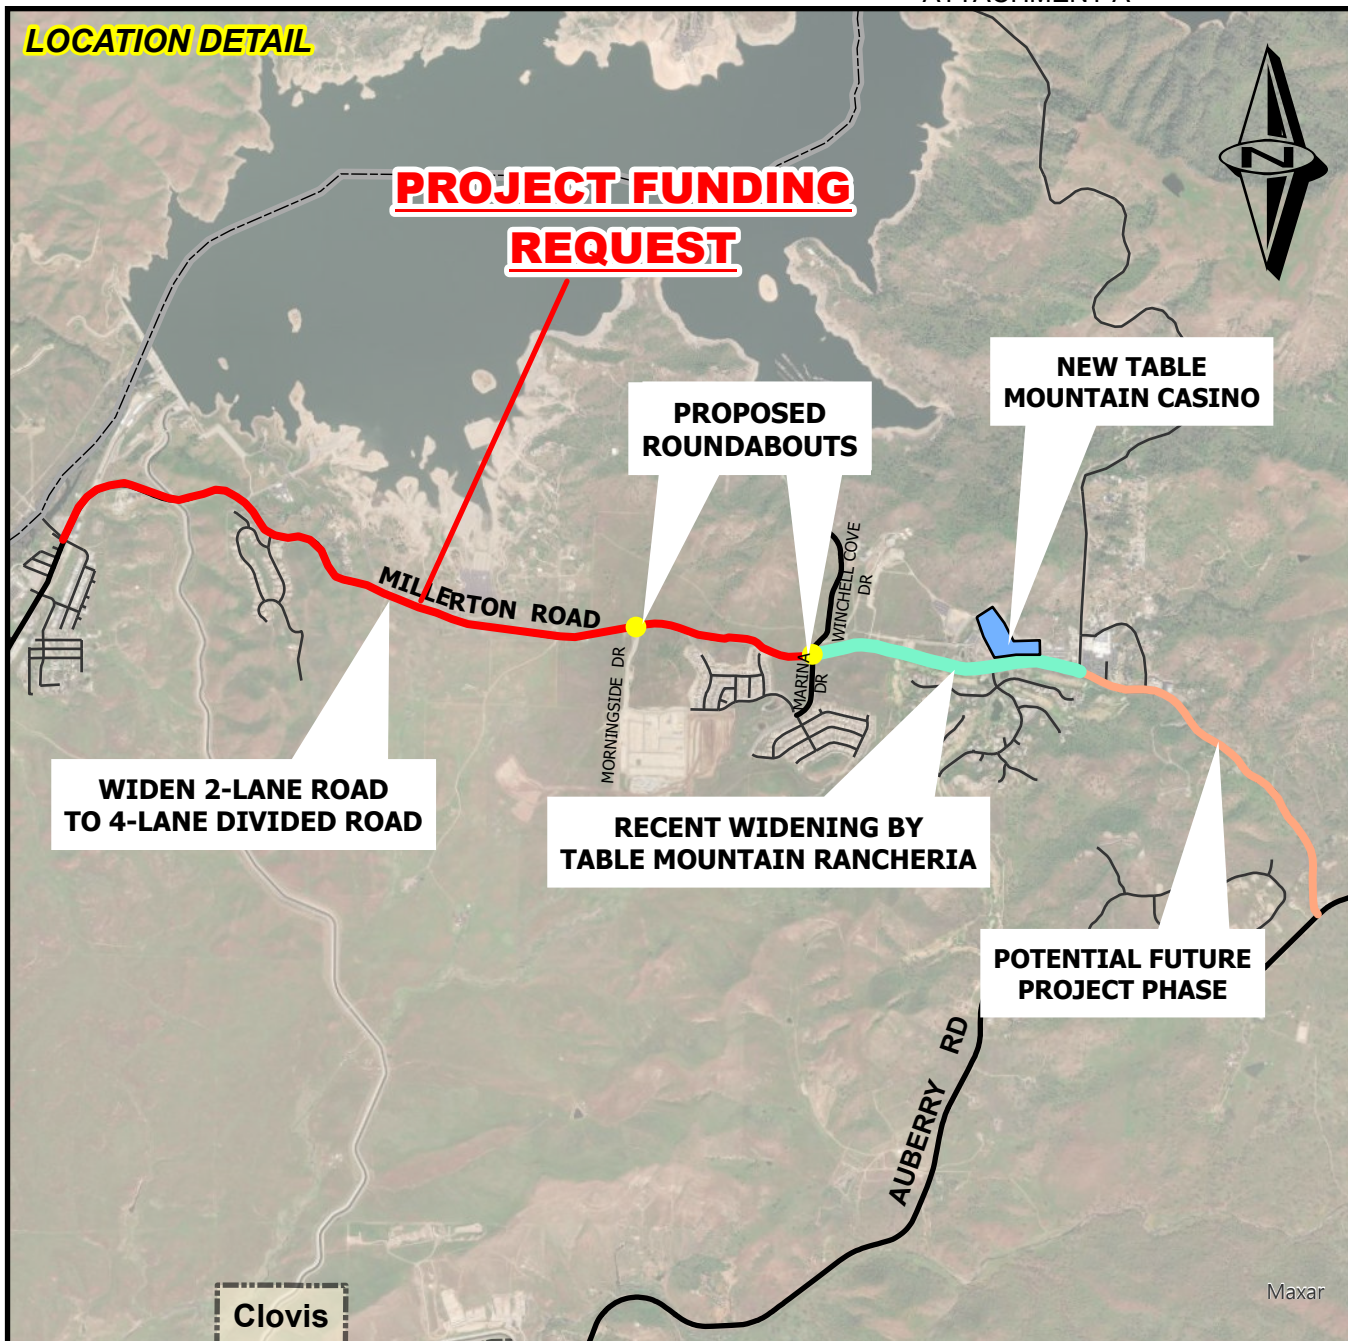 ATTACHMENT A
LOCATION DETAIL
N
PROJECT FUNDING
REQUEST
NEW TABLE
MOUNTAIN CASINO
PROPOSED
ROUNDABOUTS
WINCHELL COVE
DR
MILLERTON ROAD
MORNINGSIDE DR
MARINA
DR
WIDEN 2-LANE ROAD
TO 4-LANE DIVIDED ROAD
RECENT WIDENING BY
TABLE MOUNTAIN RANCHERIA
POTENTIAL FUTURE
PROJECT PHASE
AUBERRY RD
Maxar
Clovis